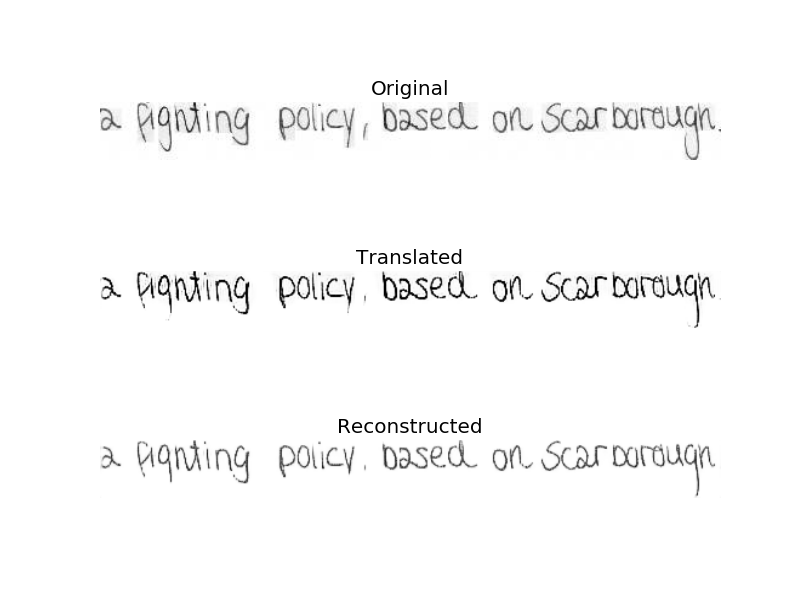 Original
a fighting policy, based on Scarborough.
Translated
a fighting policy, based on Scarborough.
Reconstructed
a fighting policy, based on Scarborough